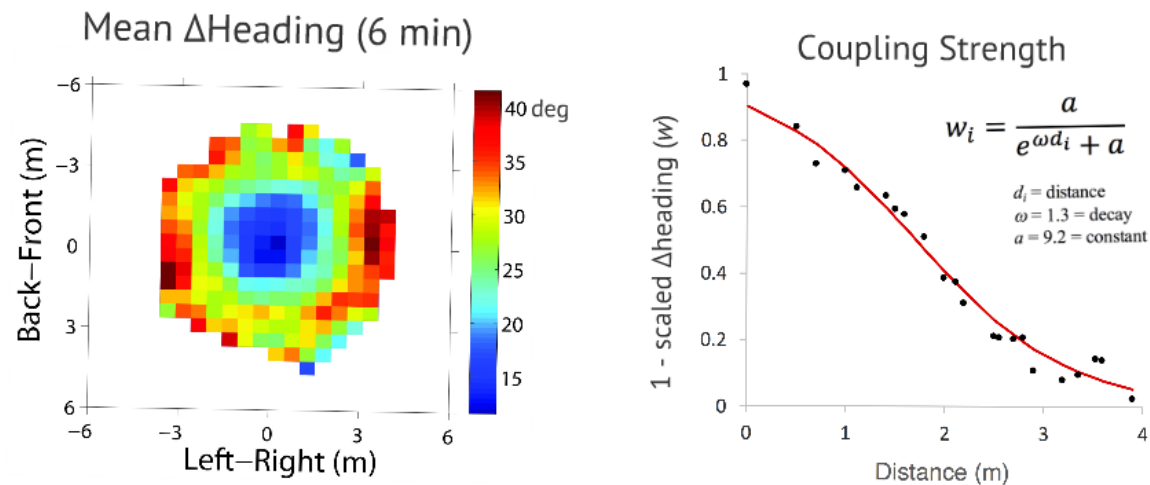 Mean ΔHeading (6 min)
−6
−3
0
3
6
−6
−3
0
3
6
Back–Front (m)
Left–Right (m)
40 deg
35
30
25
20
15
Coupling Strength
1
0.8
0.6
0.4
0.2
0
0
1
2
3
4
1 - scaled Δheading (w)
Distance (m)
w_i = a / (e^{ωd_i} + a)
d_i = distance
ω = 1.3 = decay
a = 9.2 = constant